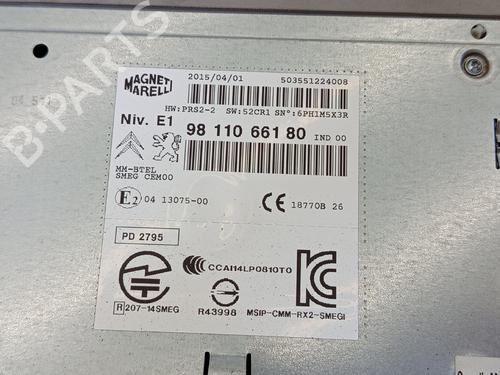 MAGNETI
MARELLI
2015/04/01 503551224008
HW:PRS2-2 SW:52CR1 SN°:6PH1M5X3R
Niv. E1
98 110 661 80 IND 00
MM-BTEL
SMEG CEM00
E2 04 13075-00
CE 18770B 26
PD 2795
CCAI14LP0810T0
R 207-14SMEG
R43998
MSIP-CMM-RX2-SMEGI